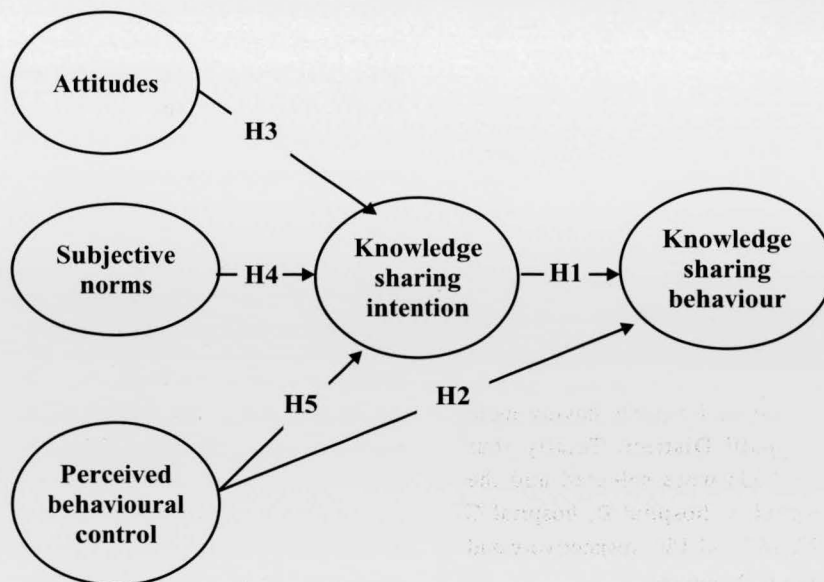 Attitudes
H3
Subjective
norms
H4
Knowledge
sharing
intention
H1
Knowledge
sharing
behaviour
H5
H2
Perceived
behavioural
control